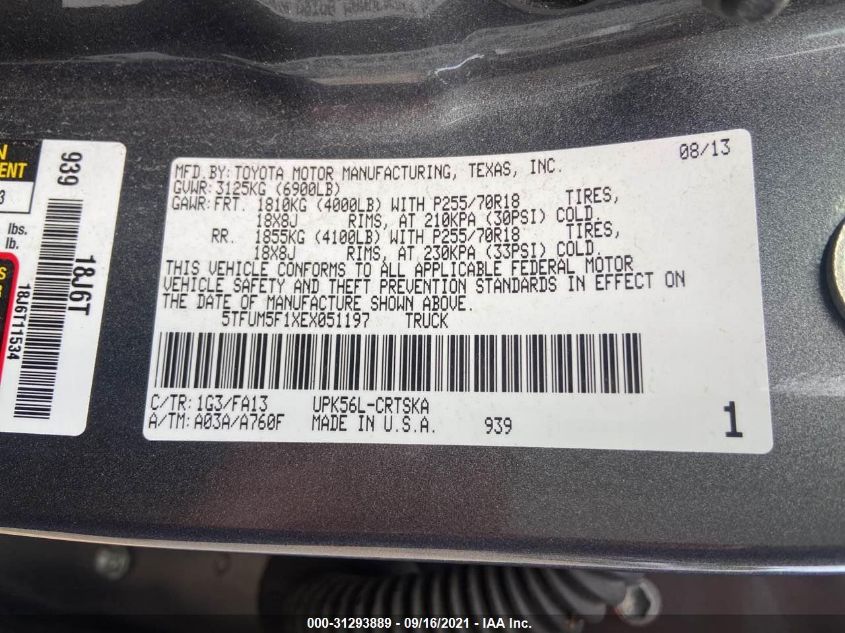 MFD.BY:TOYOTA MOTOR MANUFACTURING, TEXAS, INC. 08/13
GVWR:3125KG (6900LB)
GAWR:FRT. 1810KG (4000LB) WITH P255/70R18 TIRES,
18X8J RIMS, AT 210KPA (30PSI) COLD.
RR. 1855KG (4100LB) WITH P255/70R18 TIRES,
18X8J RIMS, AT 230KPA (33PSI) COLD.
THIS VEHICLE CONFORMS TO ALL APPLICABLE FEDERAL MOTOR
VEHICLE SAFETY AND THEFT PREVENTION STANDARDS IN EFFECT ON
THE DATE OF MANUFACTURE SHOWN ABOVE.
5TFUM5F1XEX051197 TRUCK
C/TR:1G3/FA13 UPK56L-CRTSKA
A/TM:A03A/A760F MADE IN U.S.A. 939 1
939
18J6T
18J6T11534
lbs.
lb.
000-31293889 - 09/16/2021 - IAA Inc.